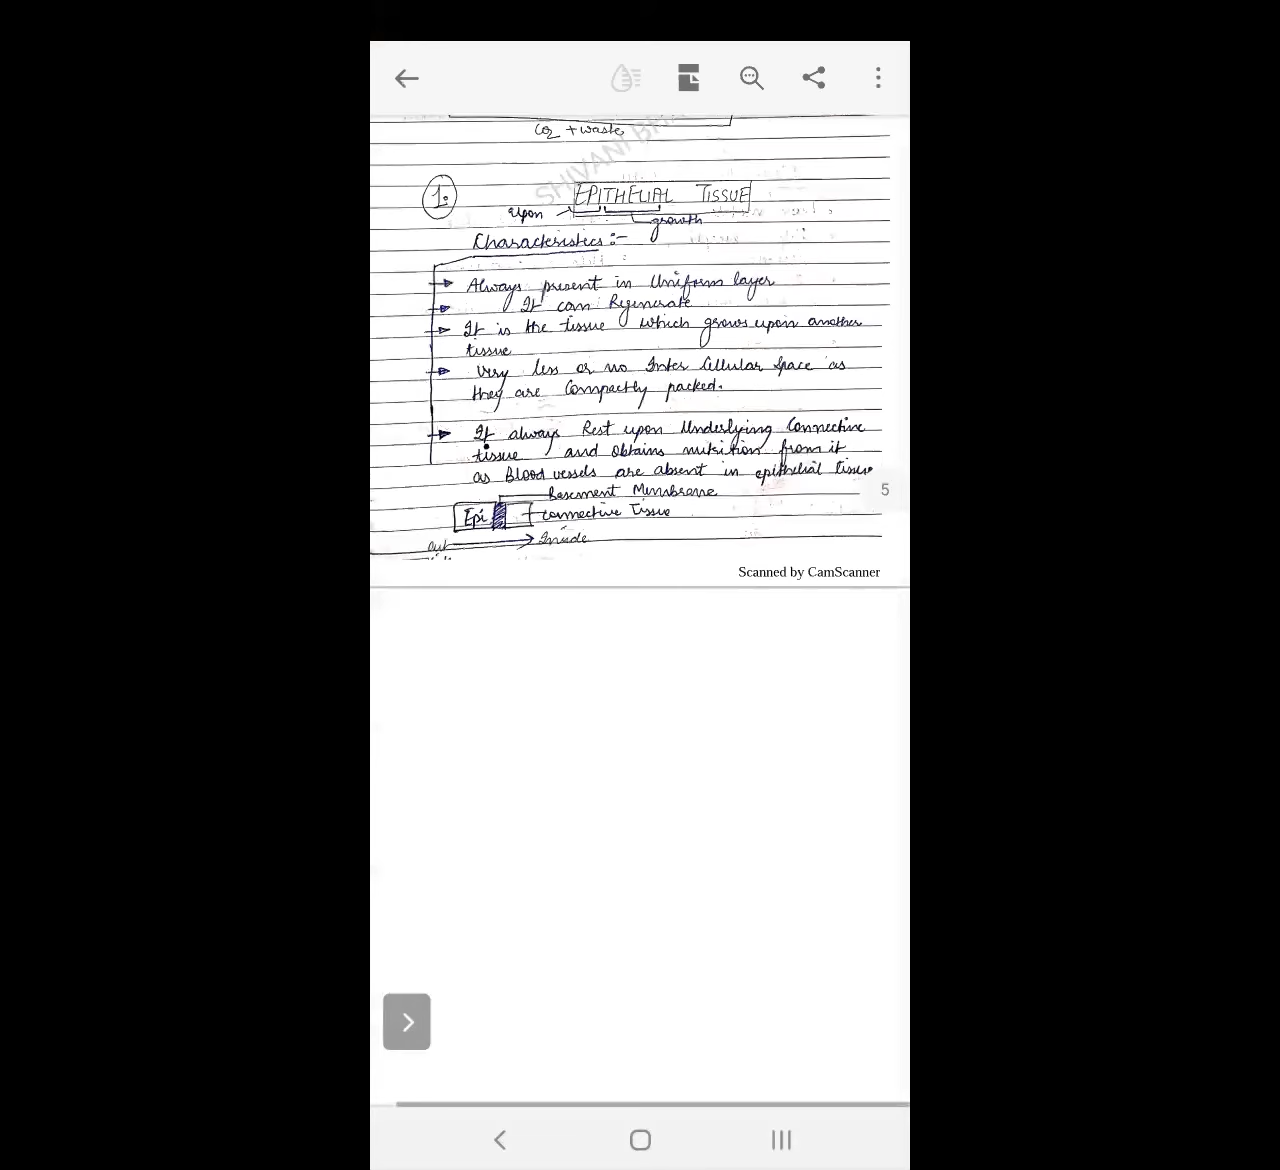 CO2 + waste
SHIVANI
1.
EPITHELIAL TISSUE
Upon
growth
Characteristics :-
Always present in Uniform layer
It can Regenerate
It is the tissue which grows upon another
tissue
Very less or no Inter Cellular Space as
they are Compactly packed.
It always Rest upon Underlying Connective
tissue and obtains nutrition from it
as Blood vessels are absent in epithelial tissue
5
Basement Membrane
Epi
Connective Tissue
Out
Inside
Scanned by CamScanner